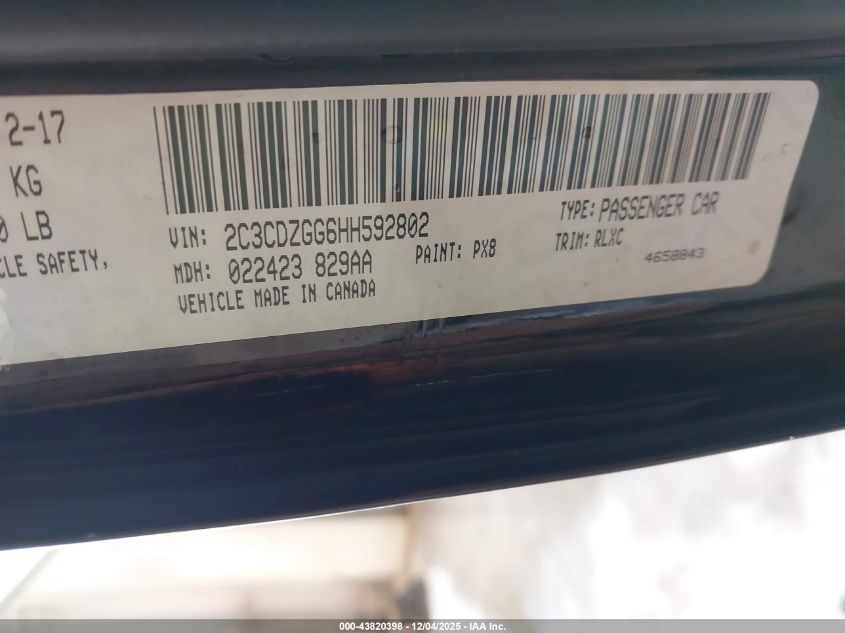 2-17
KG
0 LB
CLE SAFETY,
VIN: 2C3CDZGG6HH592802
TYPE: PASSENGER CAR
MDH: 022423 829AA
PAINT: PX8
TRIM: RLXC
4658843
VEHICLE MADE IN CANADA
000-43820398 - 12/04/2025 - IAA Inc.